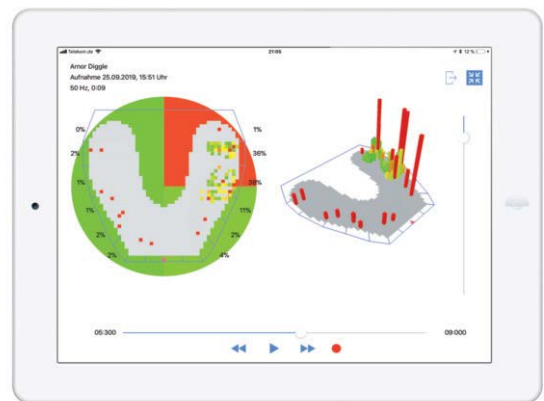 Telekom.de
21:05
12 %
Arnor Diggle
Aufnahme 25.09.2019, 15:51 Uhr
50 Hz, 0:09
0% 1%
2% 36%
38%
1% 11%
2% 2%
2% 4%
05:300 09:000